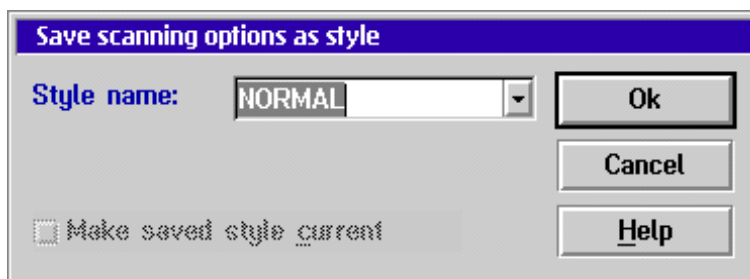 Save scanning options as style
Style name:
NORMAL
Ok
Cancel
Make saved style current
Help